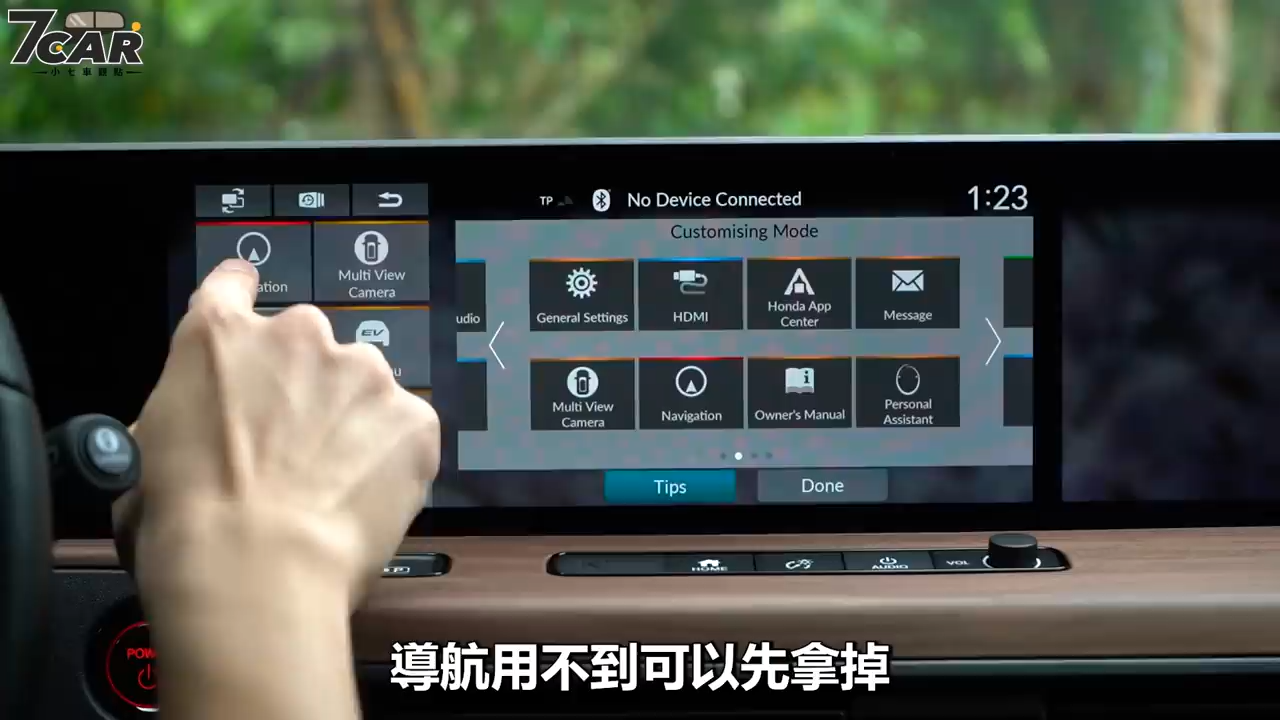 7CAR
小七車觀點
TP
No Device Connected
1:23
Customising Mode
Multi View
Camera
EV
General Settings
HDMI
Honda App
Center
Message
Multi View
Camera
Navigation
Owner's Manual
Personal
Assistant
Tips
Done
HOME
AUDIO
VOL
導航用不到可以先拿掉